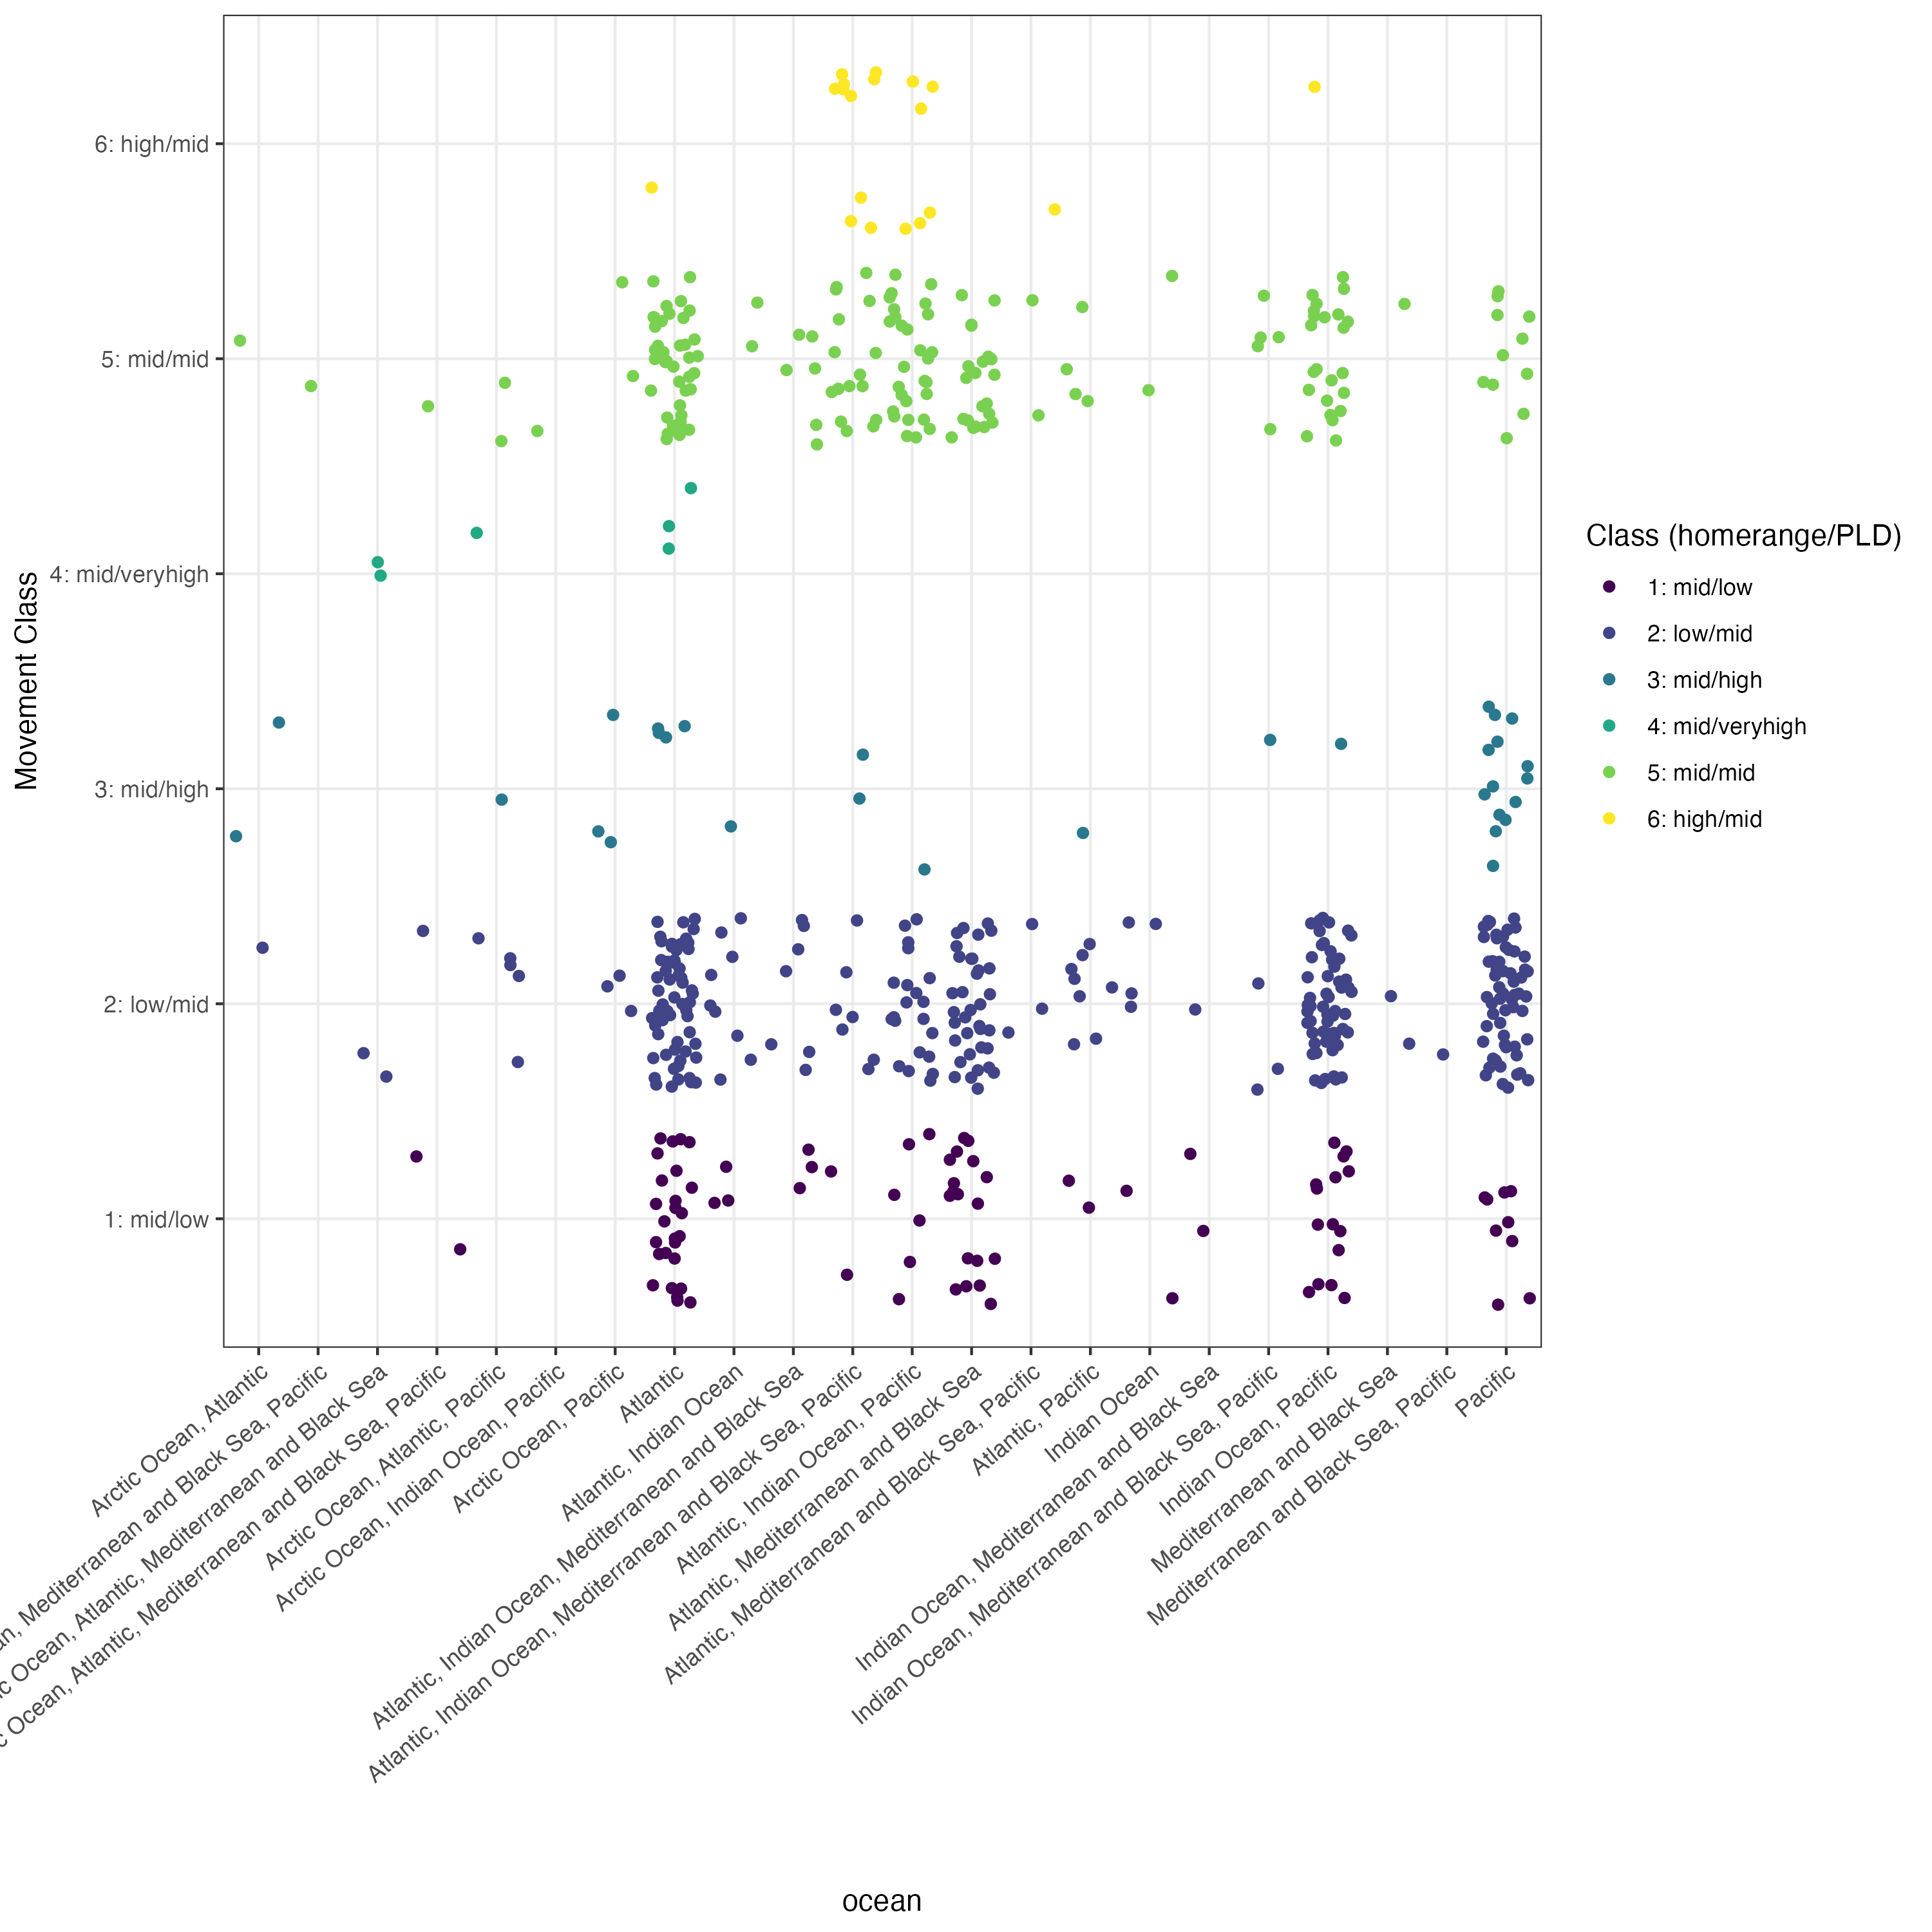 6: high/mid
5: mid/mid
4: mid/veryhigh
3: mid/high
2: low/mid
1: mid/low
Movement Class
Class (homerange/PLD)
1: mid/low
2: low/mid
3: mid/high
4: mid/veryhigh
5: mid/mid
6: high/mid
Arctic Ocean, Atlantic
Mediterranean and Black Sea, Pacific
Ocean, Atlantic, Mediterranean and Black Sea
Ocean, Atlantic, Mediterranean and Black Sea, Pacific
Arctic Ocean, Atlantic, Pacific
Arctic Ocean, Indian Ocean, Pacific
Arctic Ocean, Pacific
Atlantic
Atlantic, Indian Ocean
Atlantic, Indian Ocean, Mediterranean and Black Sea
Atlantic, Indian Ocean, Mediterranean and Black Sea, Pacific
Atlantic, Indian Ocean, Pacific
Atlantic, Mediterranean and Black Sea
Atlantic, Mediterranean and Black Sea, Pacific
Atlantic, Pacific
Indian Ocean
Indian Ocean, Mediterranean and Black Sea
Indian Ocean, Mediterranean and Black Sea, Pacific
Indian Ocean, Pacific
Mediterranean and Black Sea
Mediterranean and Black Sea, Pacific
Pacific
ocean